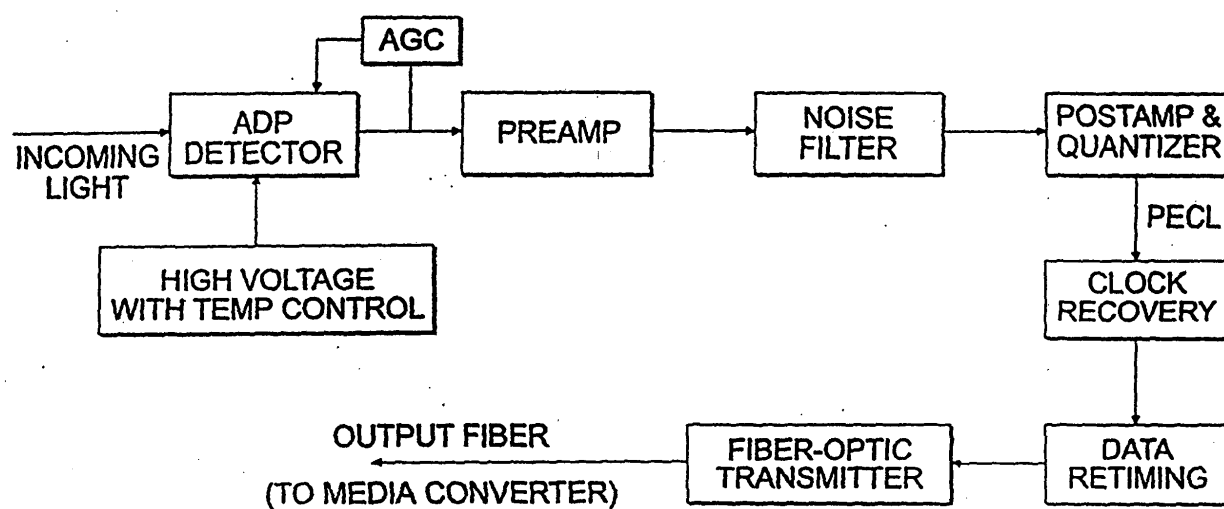 AGC
INCOMING
LIGHT
ADP
DETECTOR
PREAMP
NOISE
FILTER
POSTAMP &
QUANTIZER
HIGH VOLTAGE
WITH TEMP CONTROL
PECL
CLOCK
RECOVERY
DATA
RETIMING
FIBER-OPTIC
TRANSMITTER
OUTPUT FIBER
(TO MEDIA CONVERTER)